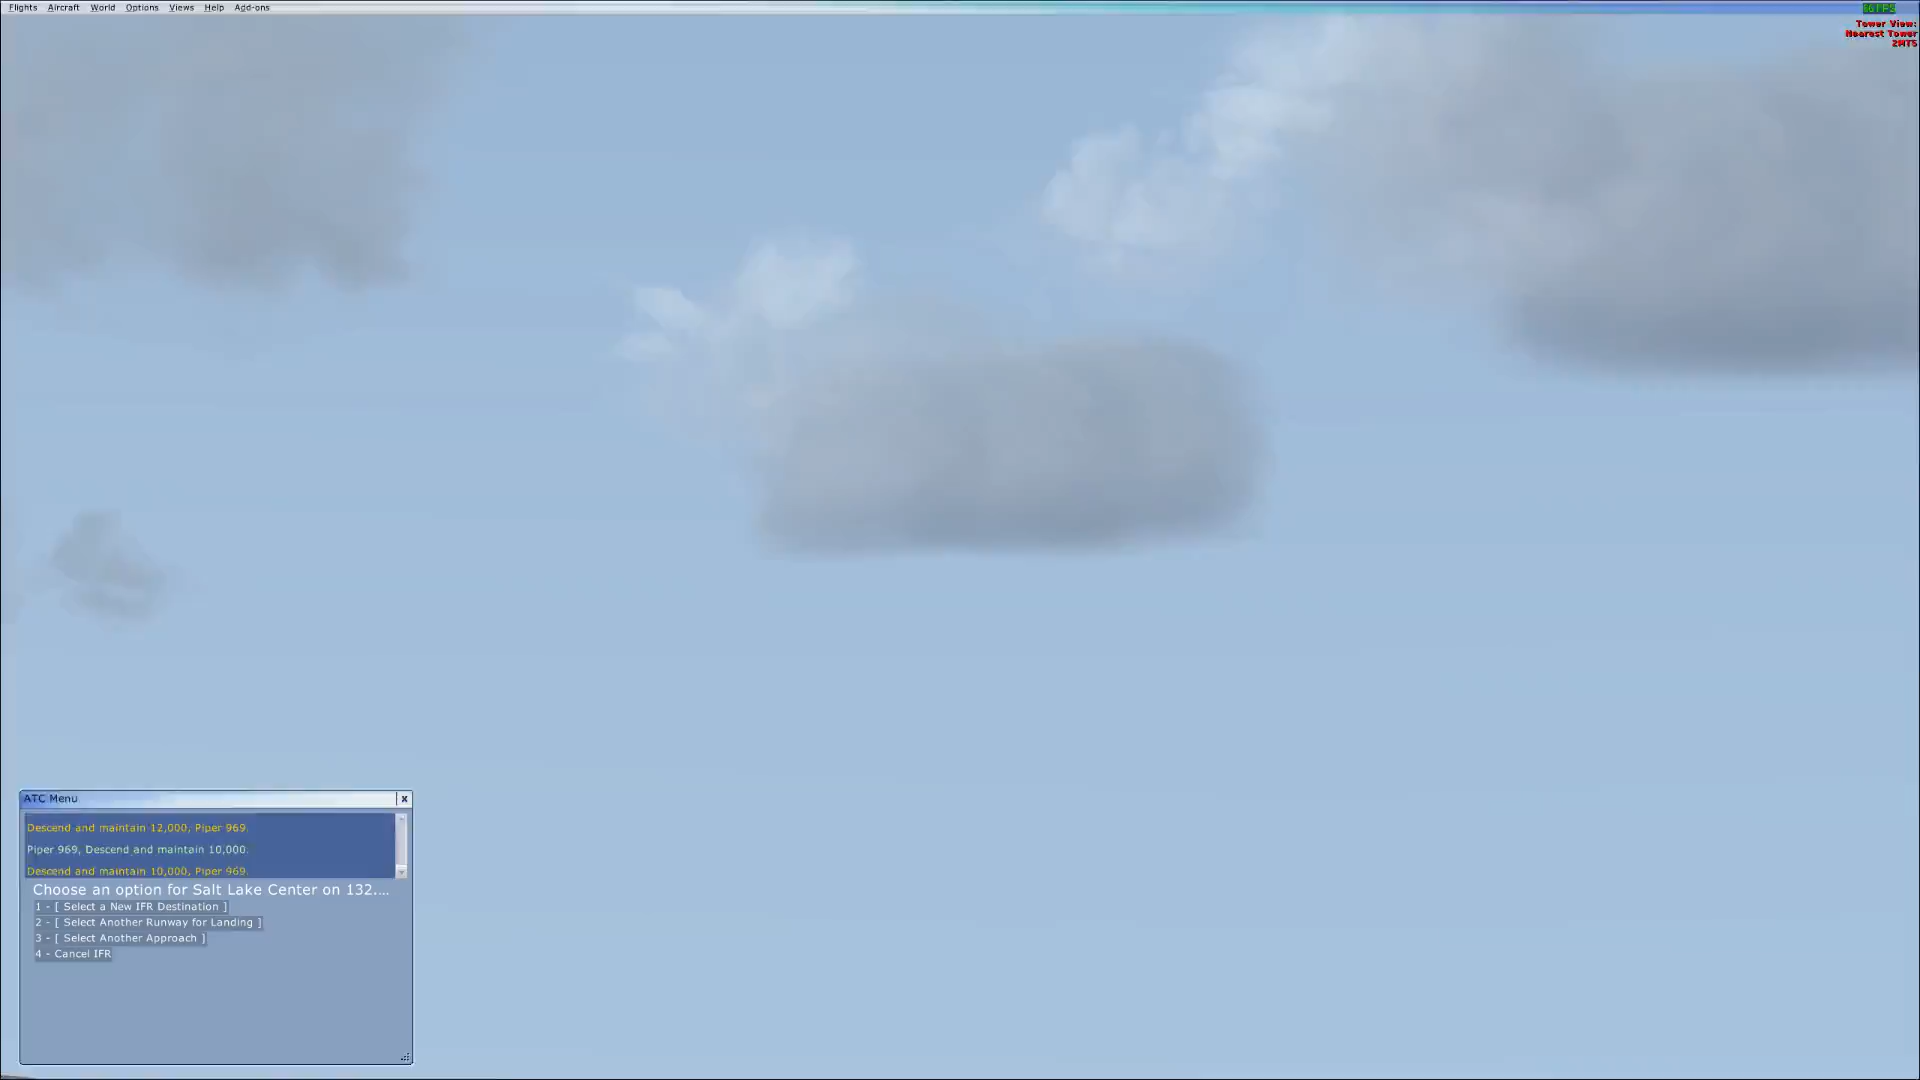 Flights Aircraft World Options Views Help Add-ons
Tower View:
Nearest Tower
2MT5
ATC Menu
x
Descend and maintain 12,000, Piper 969.
Piper 969, Descend and maintain 10,000.
Descend and maintain 10,000, Piper 969.
Choose an option for Salt Lake Center on 132....
1 - [ Select a New IFR Destination ]
2 - [ Select Another Runway for Landing ]
3 - [ Select Another Approach ]
4 - Cancel IFR